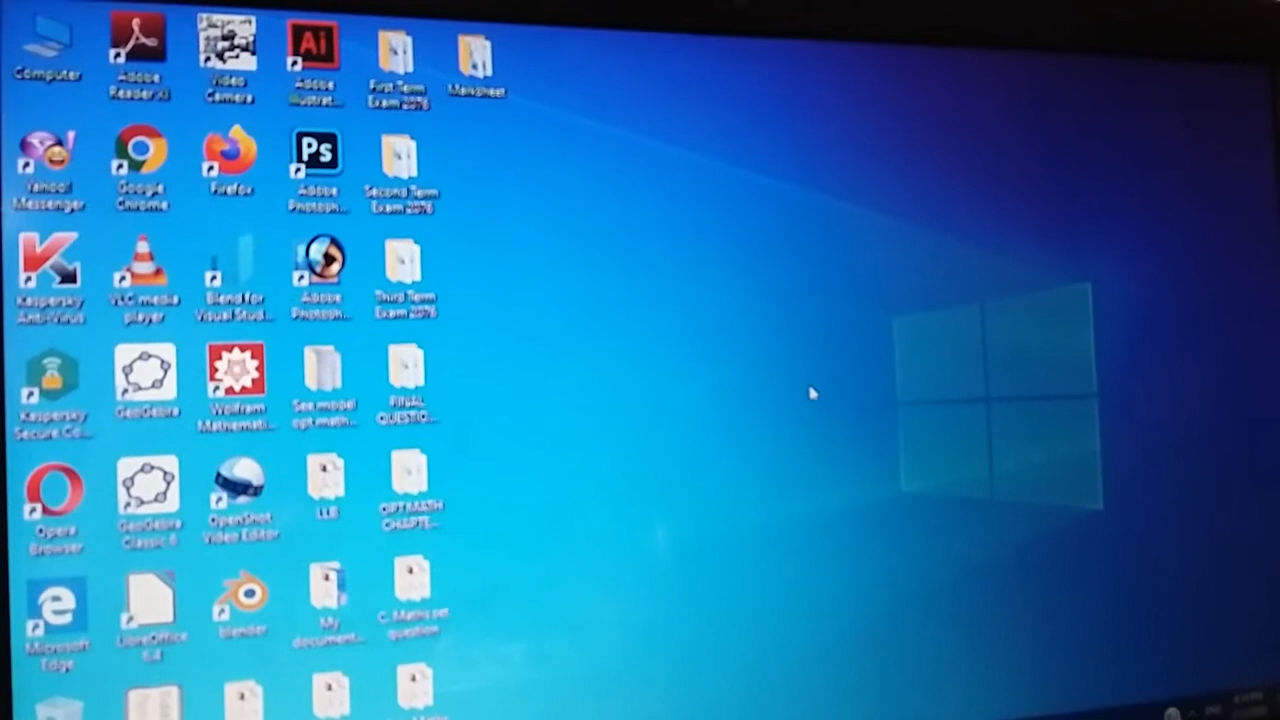 Computer
Adobe
Reader XI
Video
Camera
Ai
Adobe
Illustrat...
First Term
Exam 2076
Marksheet
Yahoo!
Messenger
Google
Chrome
Firefox
Ps
Adobe
Photosh...
Second Term
Exam 2076
Kaspersky
Anti-Virus
VLC media
player
Blend for
Visual Stud...
Adobe
Photosh...
Third Term
Exam 2076
Kaspersky
Secure Co...
GeoGebra
Wolfram
Mathemati...
See model
opt math...
FINAL
QUESTIO...
Opera
Browser
GeoGebra
Classic 6
OpenShot
Video Editor
LLB
OPT MATH
CHAPTE...
Microsoft
Edge
LibreOffice
6.4
blender
My
document...
C. Maths set
question